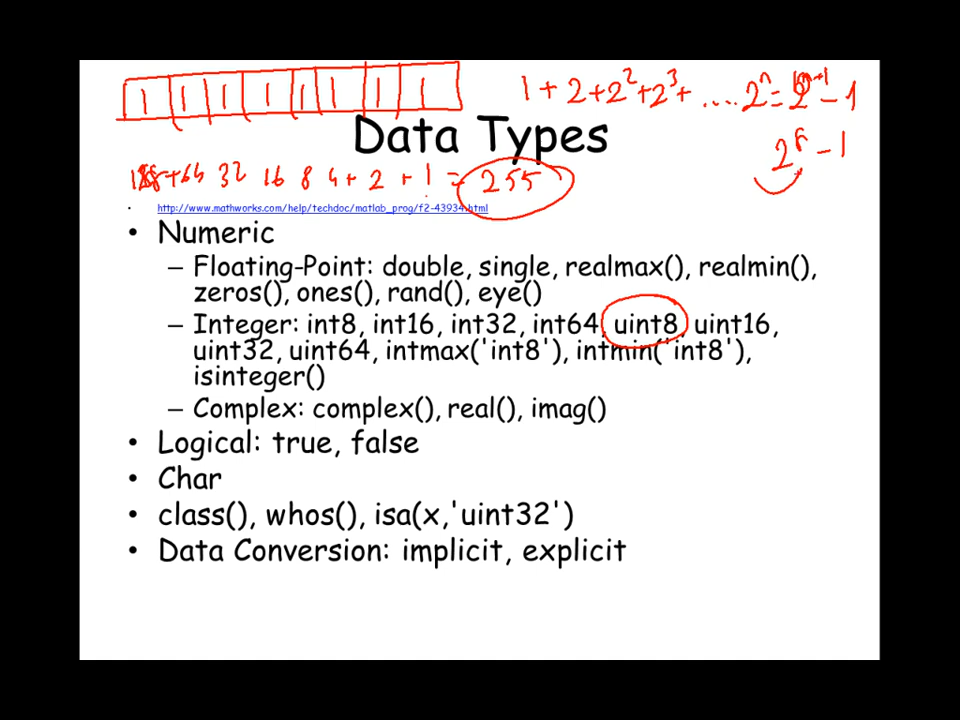 1 1 1 1 1 1 1 1
1 + 2 + 2² + 2³ + .... 2ⁿ = 2ⁿ⁺¹ - 1
Data Types
2⁸ - 1
+ 64 32 16 8 4 + 2 + 1 = 255
• http://www.mathworks.com/help/techdoc/matlab_prog/f2-43934.html
• Numeric
– Floating-Point: double, single, realmax(), realmin(),
zeros(), ones(), rand(), eye()
– Integer: int8, int16, int32, int64, uint8, uint16,
uint32, uint64, intmax('int8'), intmin('int8'),
isinteger()
– Complex: complex(), real(), imag()
• Logical: true, false
• Char
• class(), whos(), isa(x,'uint32')
• Data Conversion: implicit, explicit